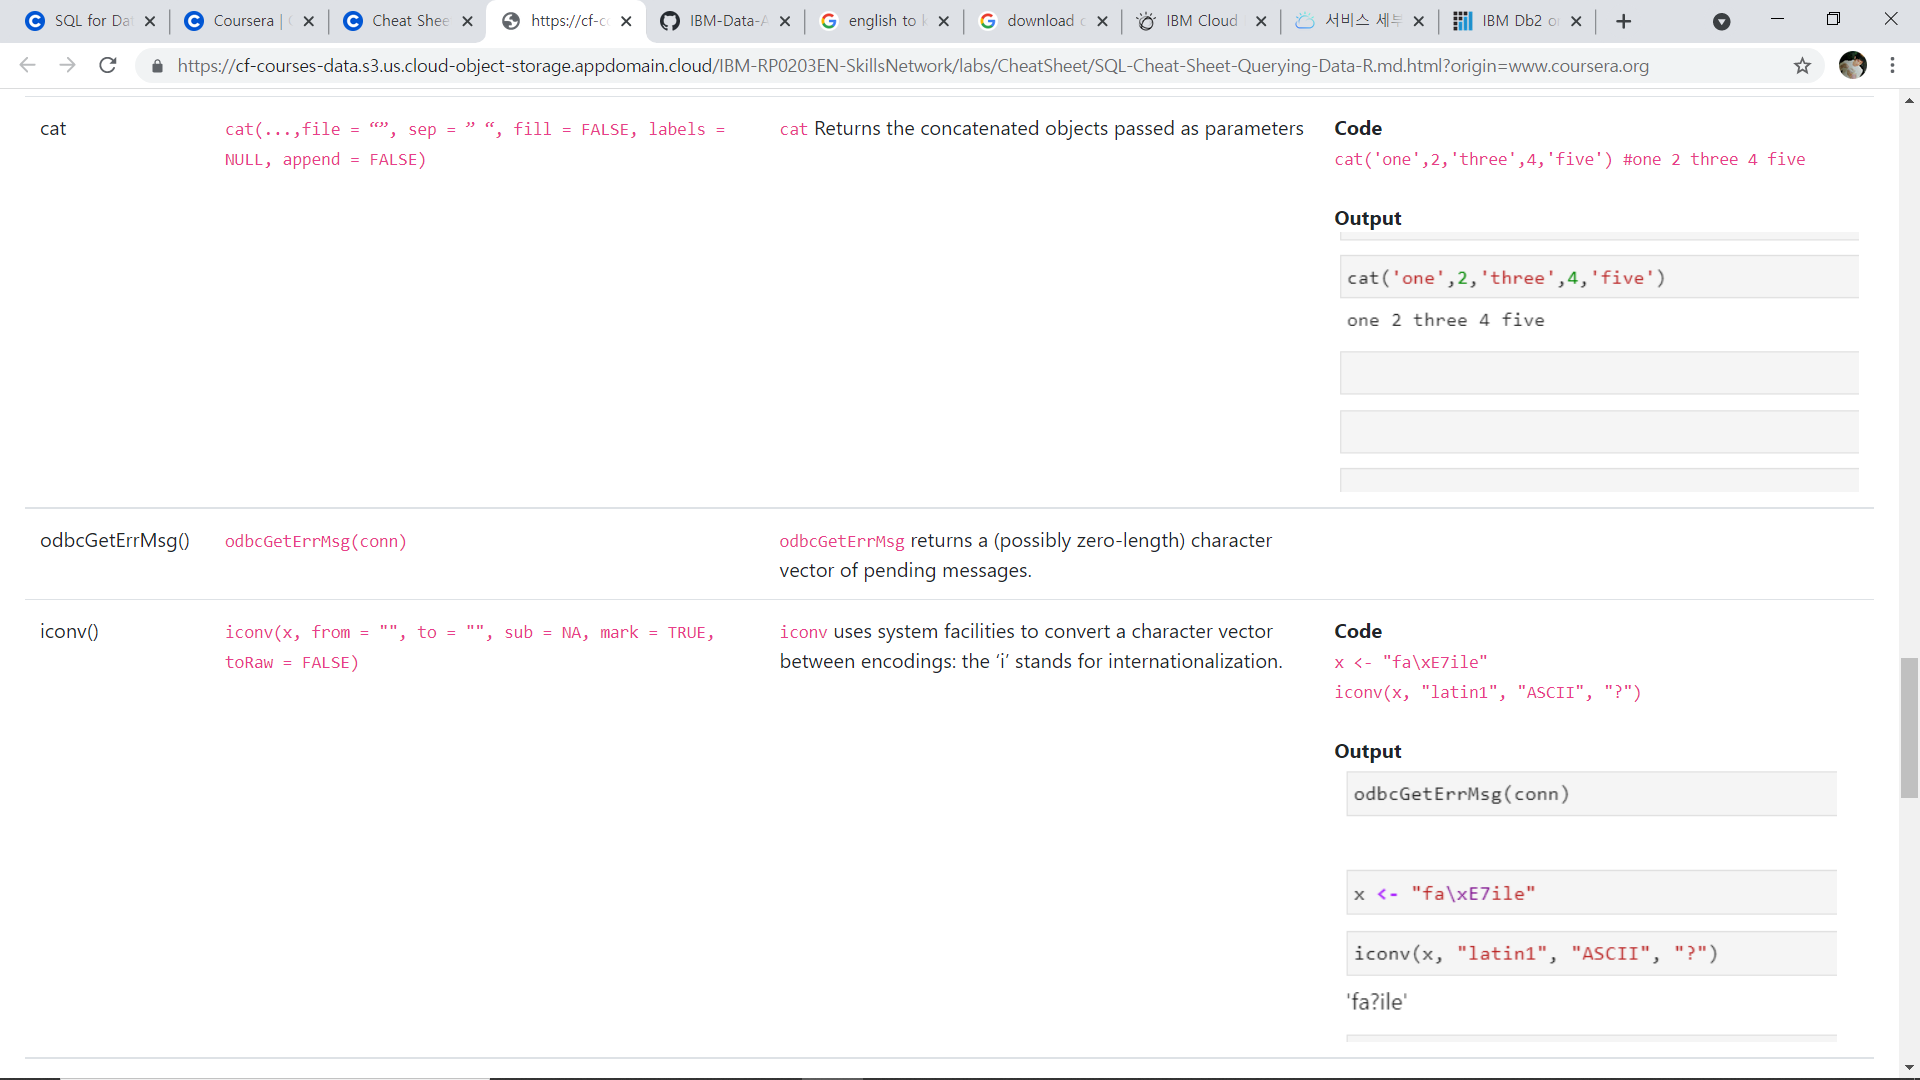 SQL for Dat
Coursera |
Cheat Shee
https://cf-c
IBM-Data-A
english to k
download c
IBM Cloud
서비스 세부
IBM Db2 o
https://cf-courses-data.s3.us.cloud-object-storage.appdomain.cloud/IBM-RP0203EN-SkillsNetwork/labs/CheatSheet/SQL-Cheat-Sheet-Querying-Data-R.md.html?origin=www.coursera.org
cat
cat(...,file = “”, sep = ” “, fill = FALSE, labels =
NULL, append = FALSE)
cat Returns the concatenated objects passed as parameters
Code
cat('one',2,'three',4,'five') #one 2 three 4 five
Output
cat('one',2,'three',4,'five')
one 2 three 4 five
odbcGetErrMsg()
odbcGetErrMsg(conn)
odbcGetErrMsg returns a (possibly zero-length) character
vector of pending messages.
iconv()
iconv(x, from = "", to = "", sub = NA, mark = TRUE,
toRaw = FALSE)
iconv uses system facilities to convert a character vector
between encodings: the ‘i’ stands for internationalization.
Code
x <- "fa\xE7ile"
iconv(x, "latin1", "ASCII", "?")
Output
odbcGetErrMsg(conn)
x <- "fa\xE7ile"
iconv(x, "latin1", "ASCII", "?")
'fa?ile'